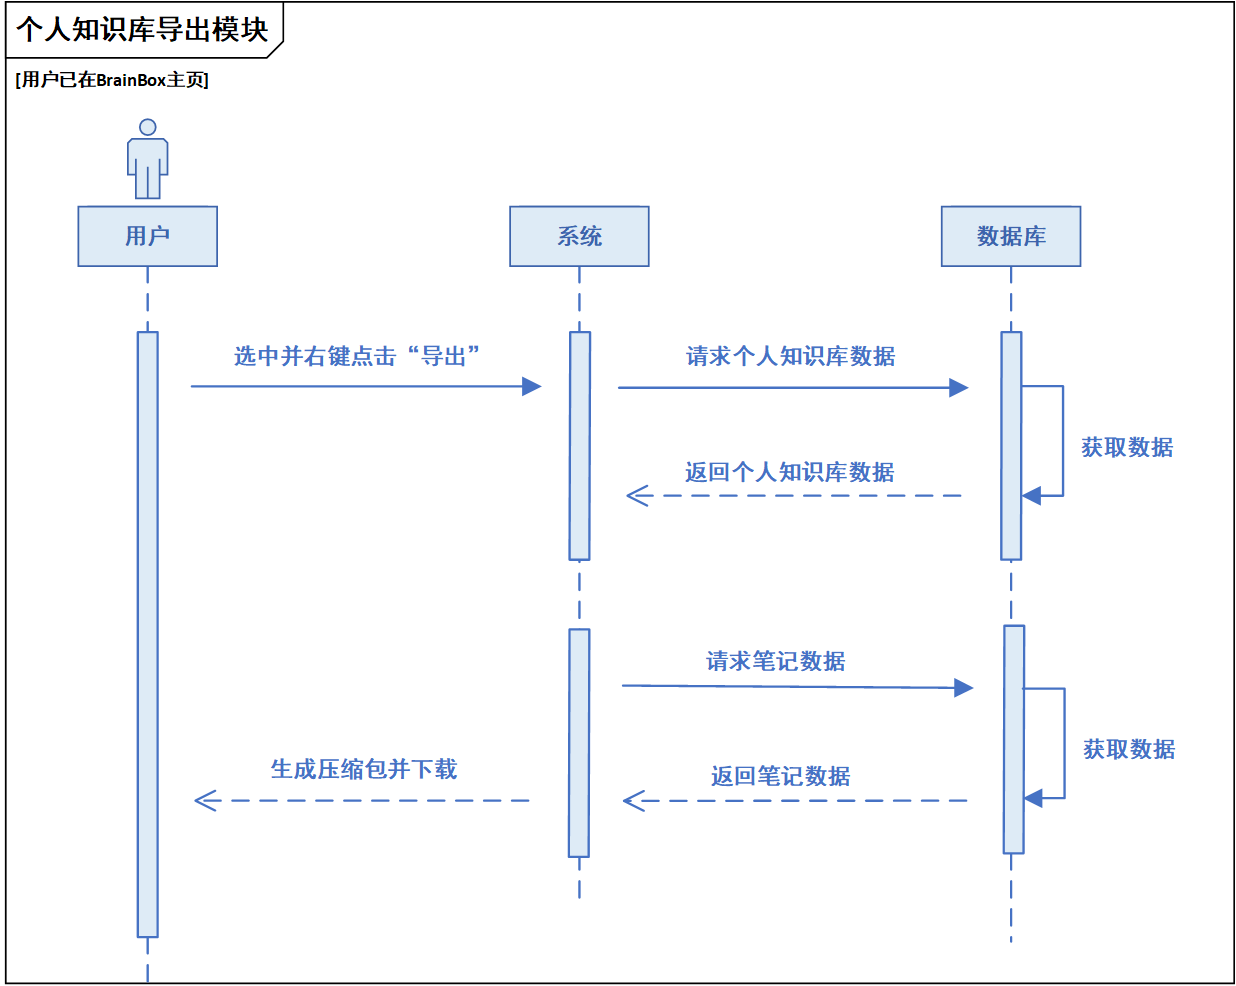 个人知识库导出模块
[用户已在BrainBox主页]
用户
系统
数据库
选中并右键点击“导出”
请求个人知识库数据
获取数据
返回个人知识库数据
请求笔记数据
获取数据
生成压缩包并下载
返回笔记数据